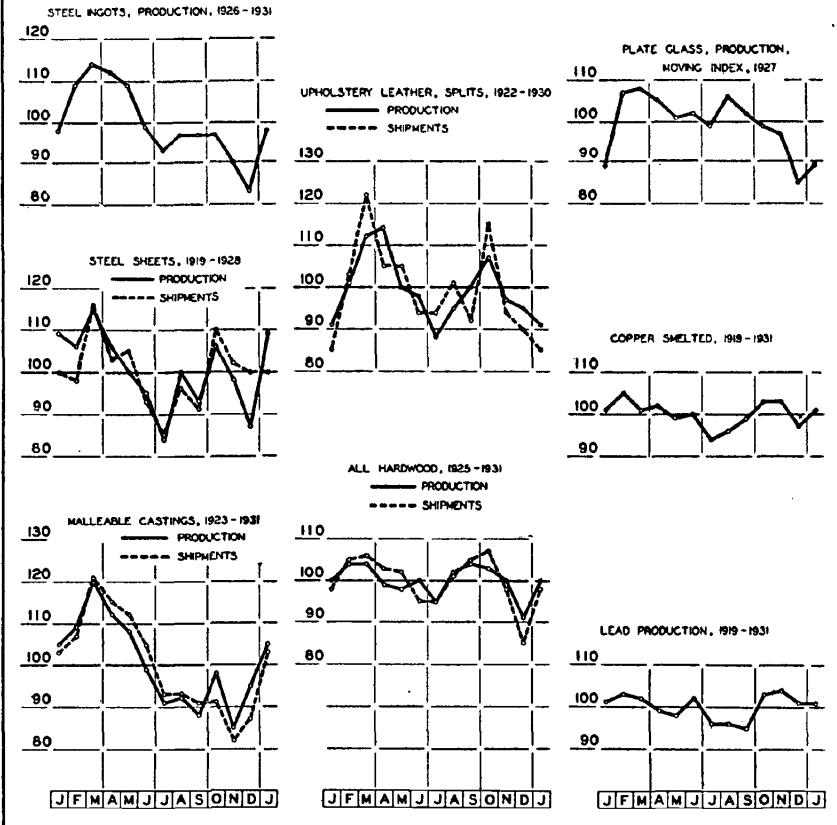 STEEL INGOTS, PRODUCTION, 1926-1931
120
110
100
90
80
STEEL SHEETS, 1919-1928
PRODUCTION
SHIPMENTS
120
110
100
90
80
MALLEABLE CASTINGS, 1923-1931
PRODUCTION
SHIPMENTS
130
120
110
100
90
80
J F M A M J J A S O N D J
UPHOLSTERY LEATHER, SPLITS, 1922-1930
PRODUCTION
SHIPMENTS
130
120
110
100
90
80
ALL HARDWOOD, 1925-1931
PRODUCTION
SHIPMENTS
110
100
90
80
J F M A M J J A S O N D J
PLATE GLASS, PRODUCTION,
MOVING INDEX, 1927
110
100
90
80
COPPER SMELTED, 1919-1931
110
100
90
LEAD PRODUCTION, 1919-1931
110
100
90
J F M A M J J A S O N D J